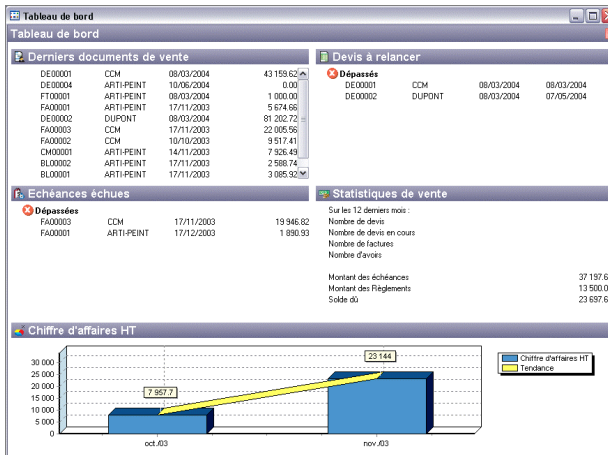 Tableau de bord
Tableau de bord
Derniers documents de vente
DE00001 CCM 08/03/2004 43 159.62
DE00004 ARTI-PEINT 10/06/2004 0.00
FT00001 ARTI-PEINT 08/03/2004 1 000.00
FA00001 ARTI-PEINT 17/11/2003 5 674.66
DE00002 DUPONT 08/03/2004 81 202.72
FA00003 CCM 17/11/2003 22 005.56
FA00002 CCM 10/10/2003 9 517.41
CM00001 ARTI-PEINT 14/11/2003 7 926.49
BL00002 ARTI-PEINT 17/11/2003 2 588.74
BL00001 ARTI-PEINT 17/11/2003 3 085.92
Devis à relancer
Dépassés
DE00001 CCM 08/03/2004 08/03/2004
DE00002 DUPONT 08/03/2004 07/05/2004
Echéances échues
Dépassées
FA00003 CCM 17/11/2003 19 946.82
FA00001 ARTI-PEINT 17/12/2003 1 890.93
Statistiques de vente
Sur les 12 derniers mois :
Nombre de devis
Nombre de devis en cours
Nombre de factures
Nombre d'avoirs
Montant des échéances 37 197.6
Montant des Règlements 13 500.0
Solde dû 23 697.6
Chiffre d'affaires HT
30 000
25 000
20 000
15 000
10 000
5 000
0
7 957.7
23 144
oct./03
nov./03
Chiffre d'affaires HT
Tendance